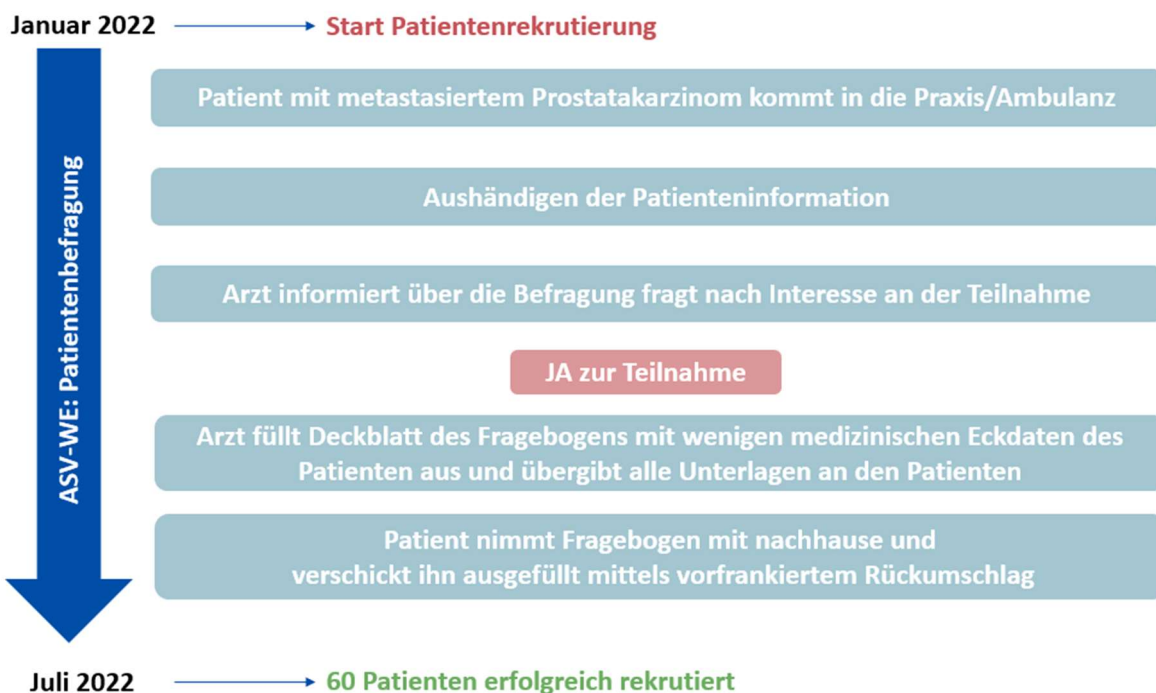 Januar 2022
Start Patientenrekrutierung
Patient mit metastasiertem Prostatakarzinom kommt in die Praxis/Ambulanz
Aushändigen der Patienteninformation
Arzt informiert über die Befragung fragt nach Interesse an der Teilnahme
JA zur Teilnahme
Arzt füllt Deckblatt des Fragebogens mit wenigen medizinischen Eckdaten des
Patienten aus und übergibt alle Unterlagen an den Patienten
Patient nimmt Fragebogen mit nachhause und
verschickt ihn ausgefüllt mittels vorfrankiertem Rückumschlag
ASV-WE: Patientenbefragung
Juli 2022
60 Patienten erfolgreich rekrutiert